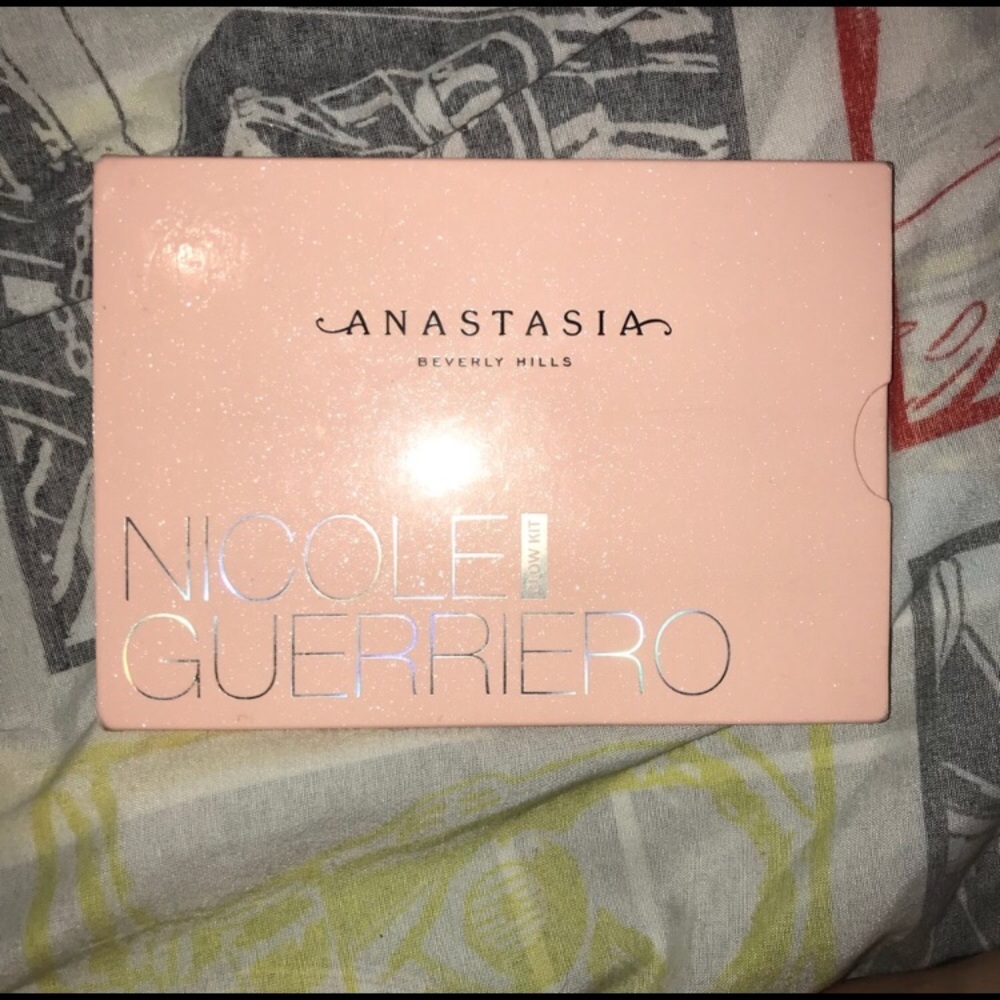 ANASTASIA
BEVERLY HILLS
NICOLE
GLOW KIT
GUERRIERO